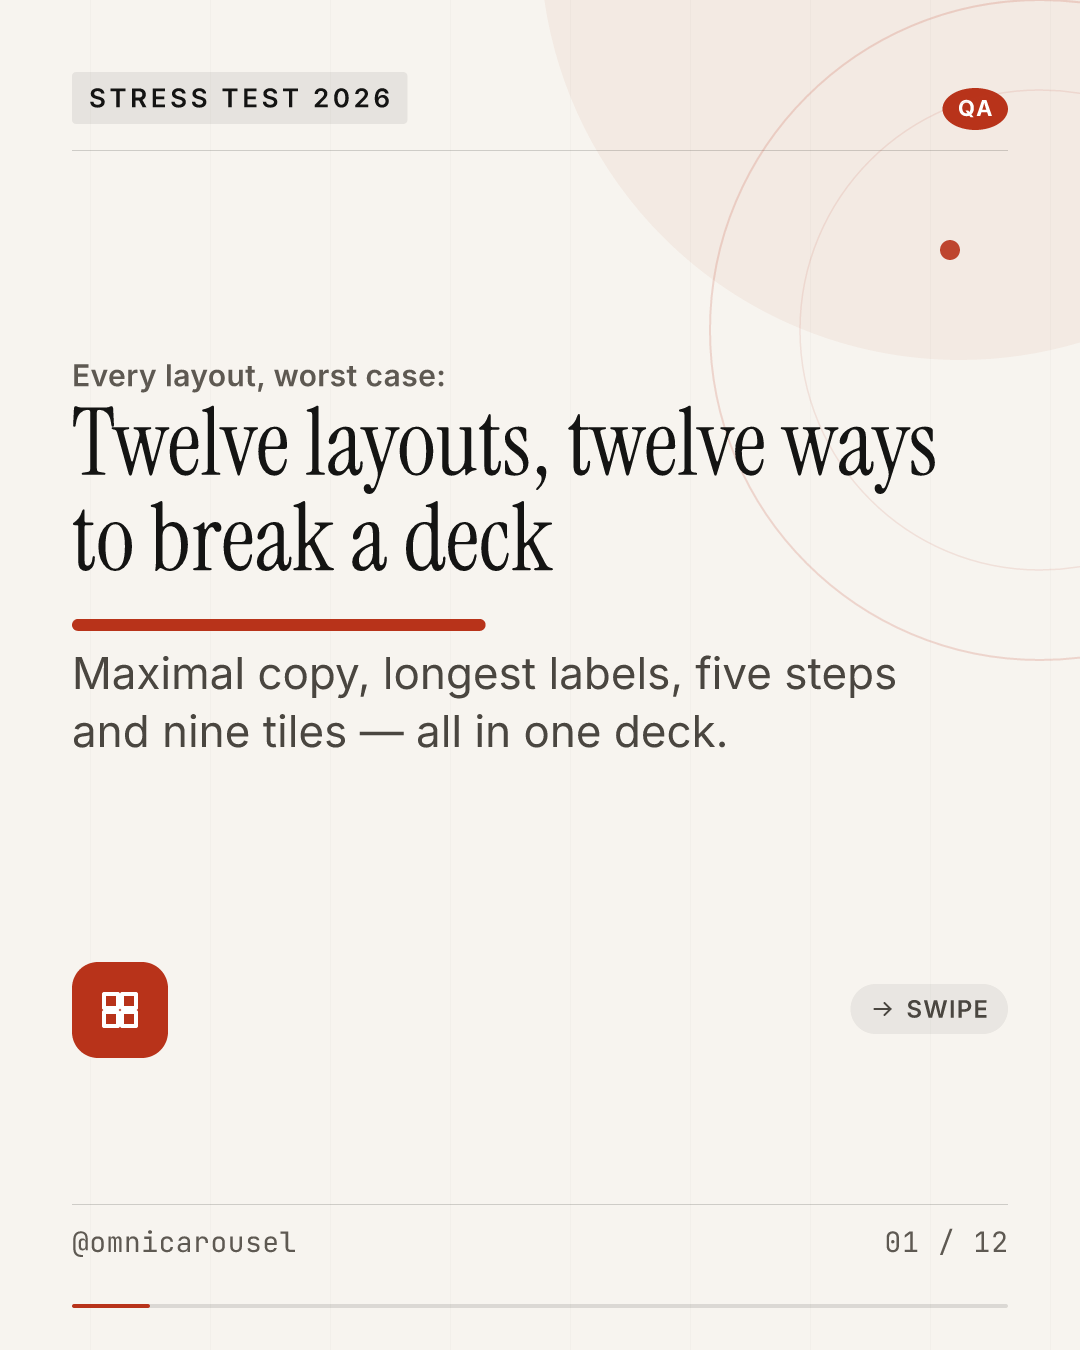 STRESS TEST 2026
QA
Every layout, worst case:
Twelve layouts, twelve ways
to break a deck
Maximal copy, longest labels, five steps
and nine tiles — all in one deck.
→ SWIPE
@omnicarousel
01 / 12